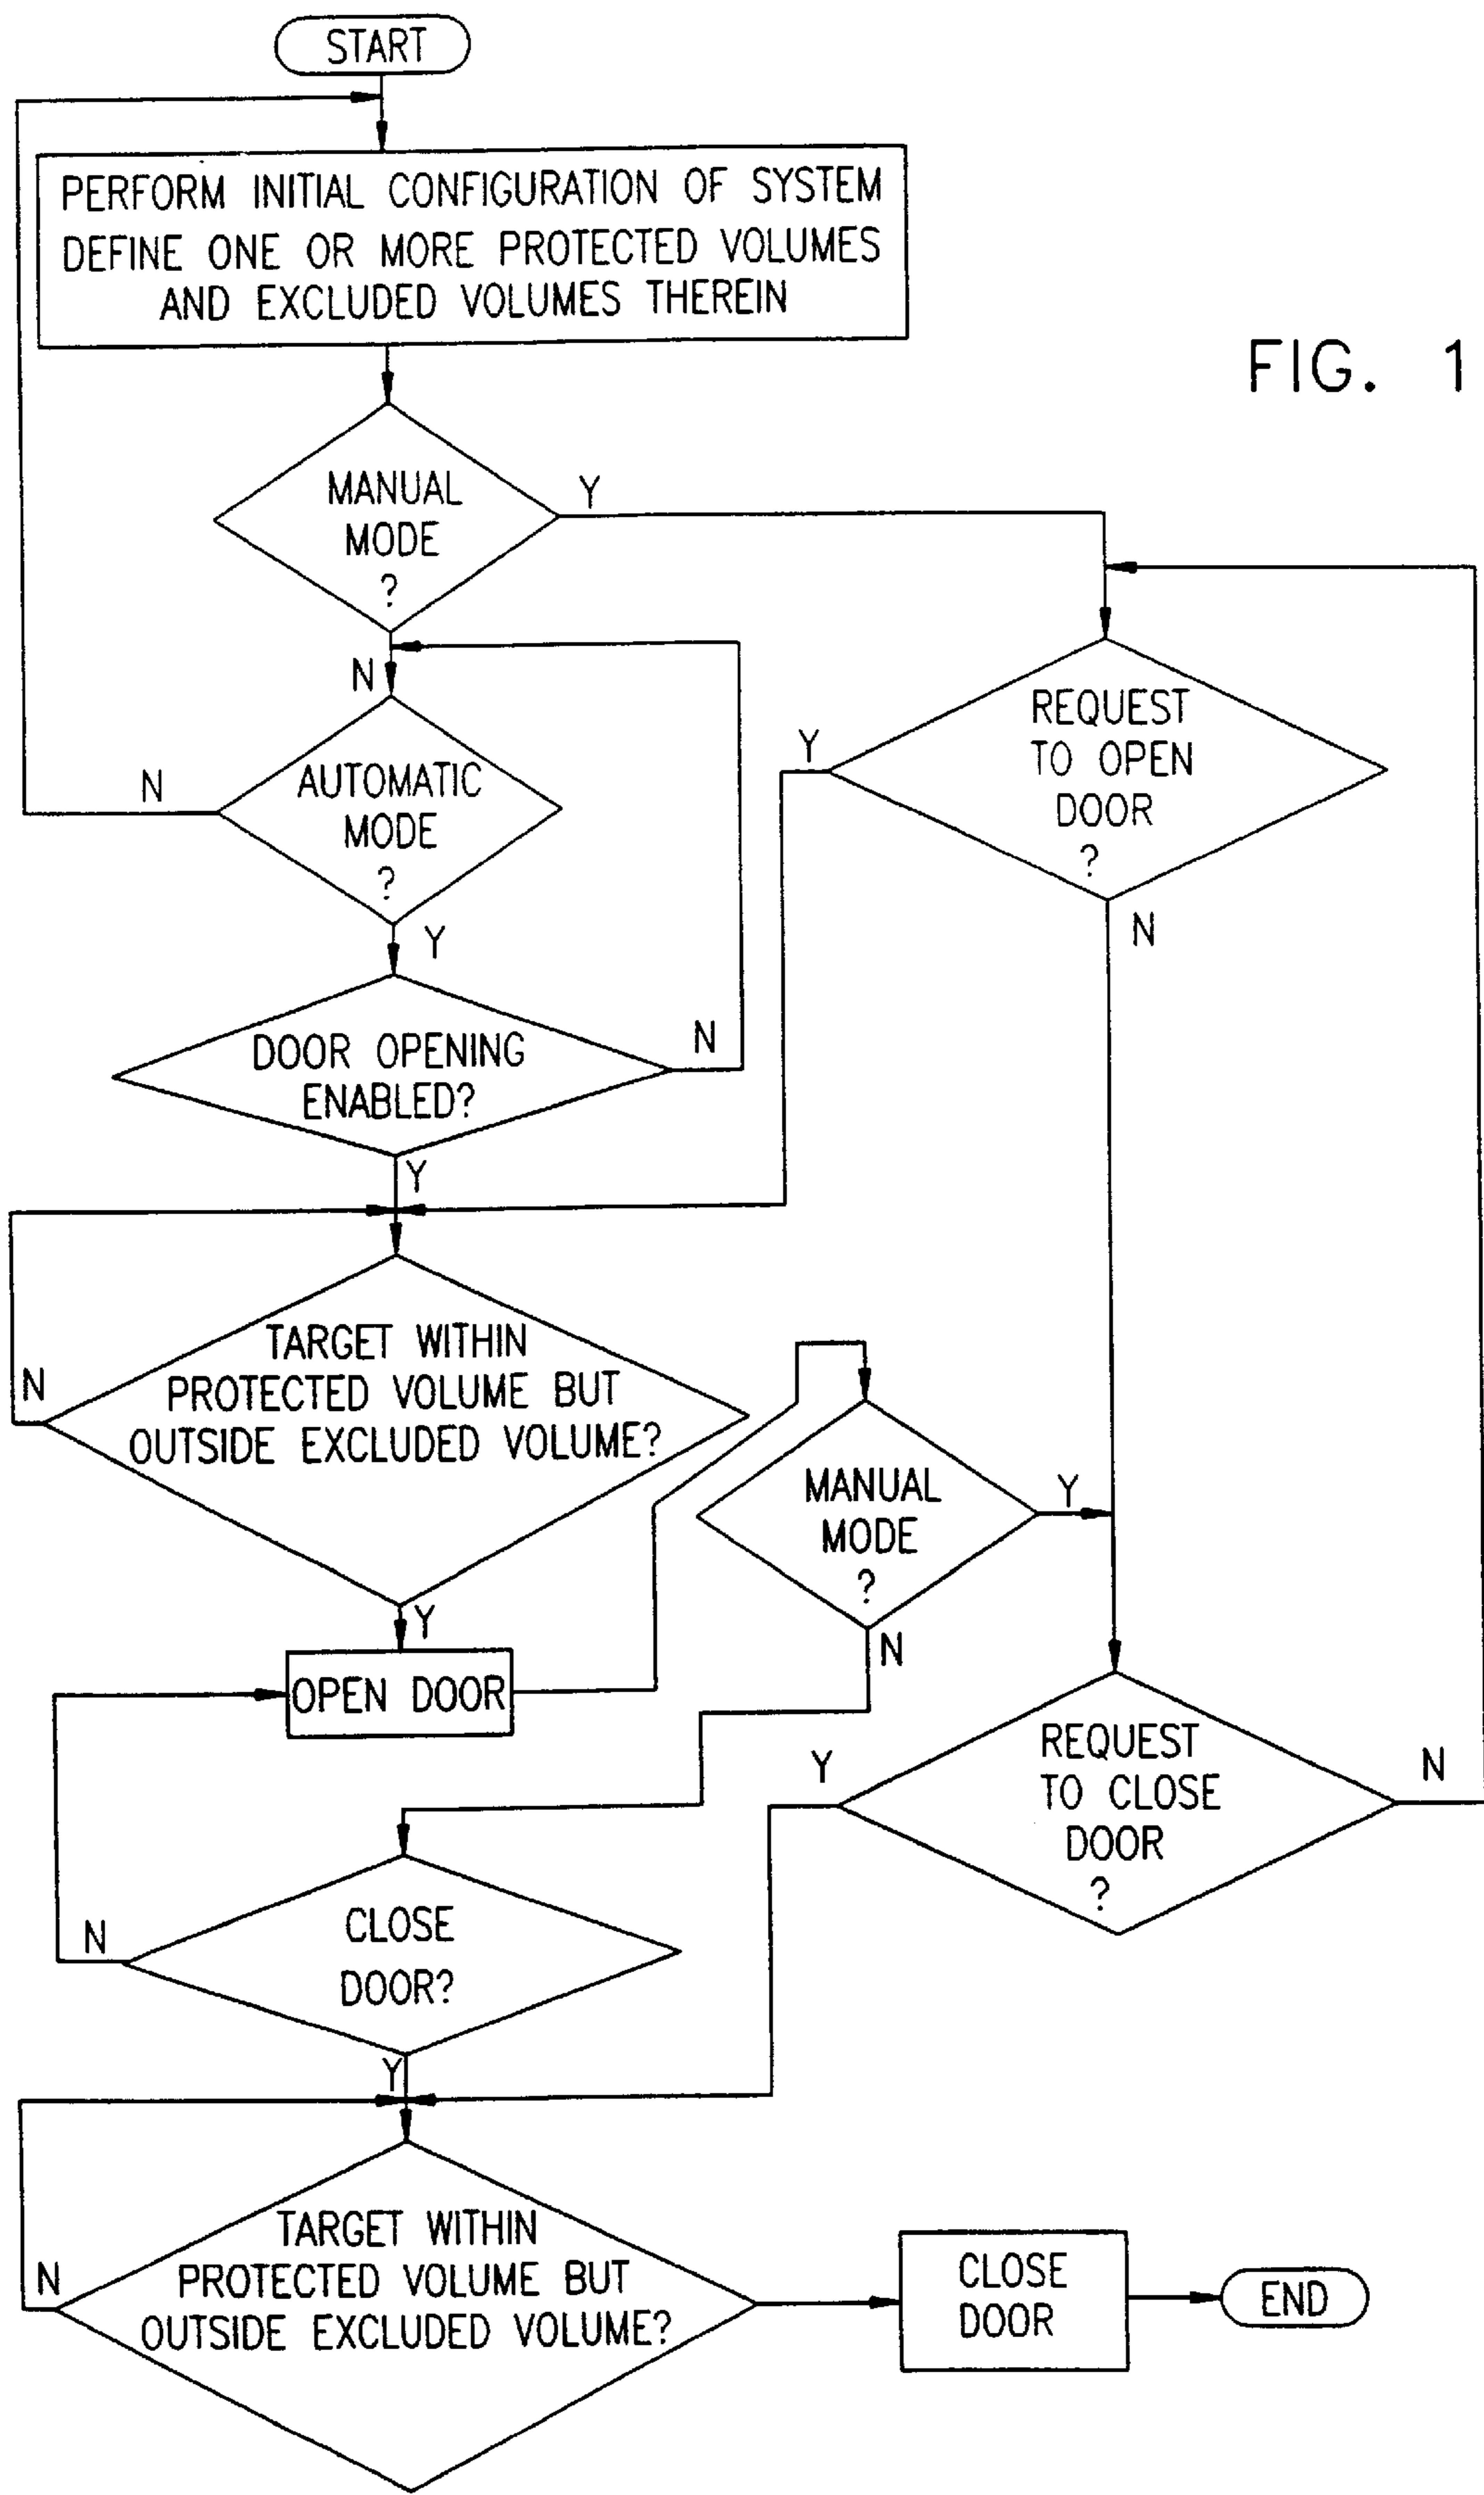 START
PERFORM INITIAL CONFIGURATION OF SYSTEM
DEFINE ONE OR MORE PROTECTED VOLUMES
AND EXCLUDED VOLUMES THEREIN
FIG. 1
MANUAL
MODE
?
Y
N
AUTOMATIC
MODE
?
N
Y
REQUEST
TO OPEN
DOOR
?
Y
N
DOOR OPENING
ENABLED?
N
Y
TARGET WITHIN
PROTECTED VOLUME BUT
OUTSIDE EXCLUDED VOLUME?
N
Y
OPEN DOOR
MANUAL
MODE
?
Y
N
REQUEST
TO CLOSE
DOOR
?
Y
N
CLOSE
DOOR?
N
Y
TARGET WITHIN
PROTECTED VOLUME BUT
OUTSIDE EXCLUDED VOLUME?
N
CLOSE
DOOR
END